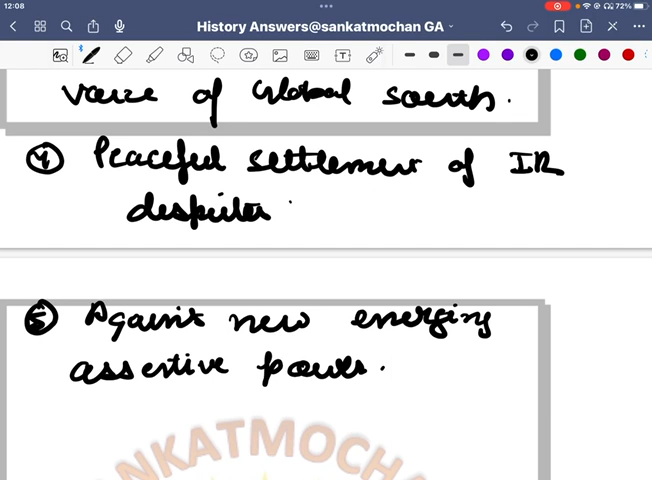 12:08
72%
History Answers@sankatmochan GA
voice of Global south.
④ Peaceful settlement of IR
disputes
⑤ Against new emerging
assertive powers.
SANKATMOCHA